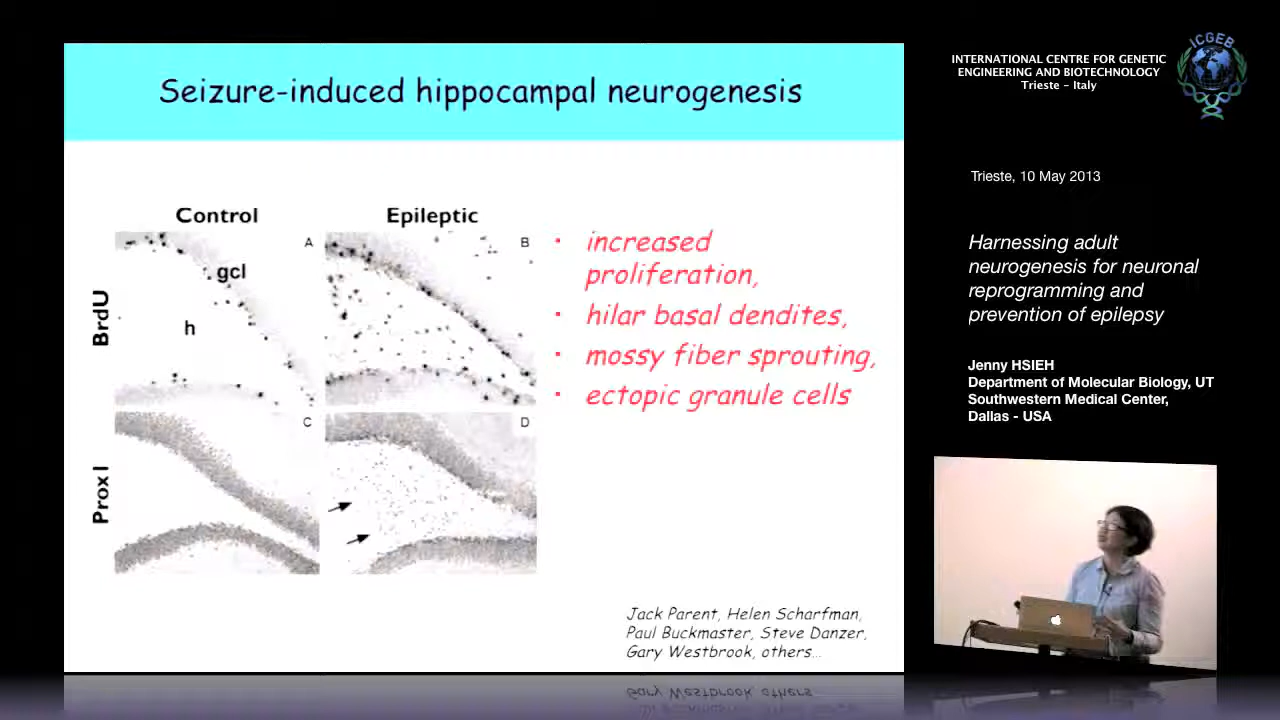 Seizure-induced hippocampal neurogenesis
Control
Epileptic
BrdU
A
gcl
h
B
Prox1
C
D
· increased
proliferation,
· hilar basal dendites,
· mossy fiber sprouting,
· ectopic granule cells
Jack Parent, Helen Scharfman,
Paul Buckmaster, Steve Danzer,
Gary Westbrook, others...
INTERNATIONAL CENTRE FOR GENETIC
ENGINEERING AND BIOTECHNOLOGY
Trieste - Italy
ICGEB
Trieste, 10 May 2013
Harnessing adult
neurogenesis for neuronal
reprogramming and
prevention of epilepsy
Jenny HSIEH
Department of Molecular Biology, UT
Southwestern Medical Center,
Dallas - USA